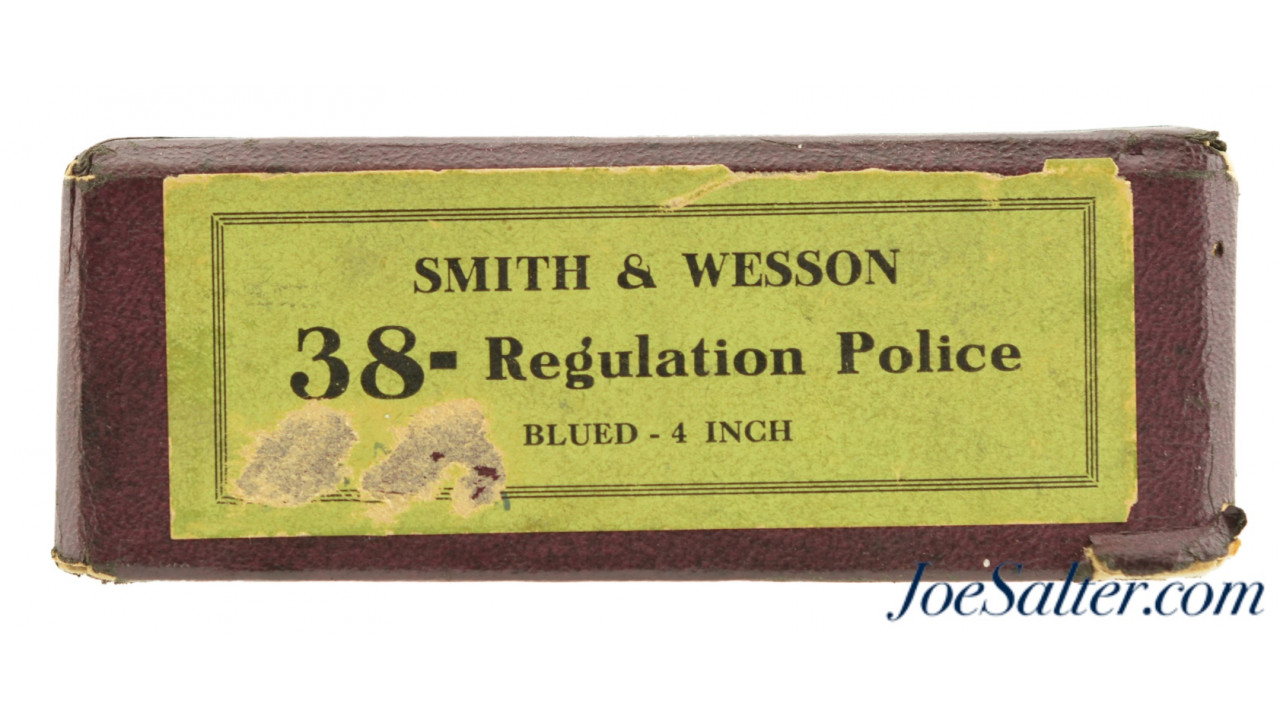 SMITH & WESSON
38- Regulation Police
BLUED - 4 INCH
JoeSalter.com